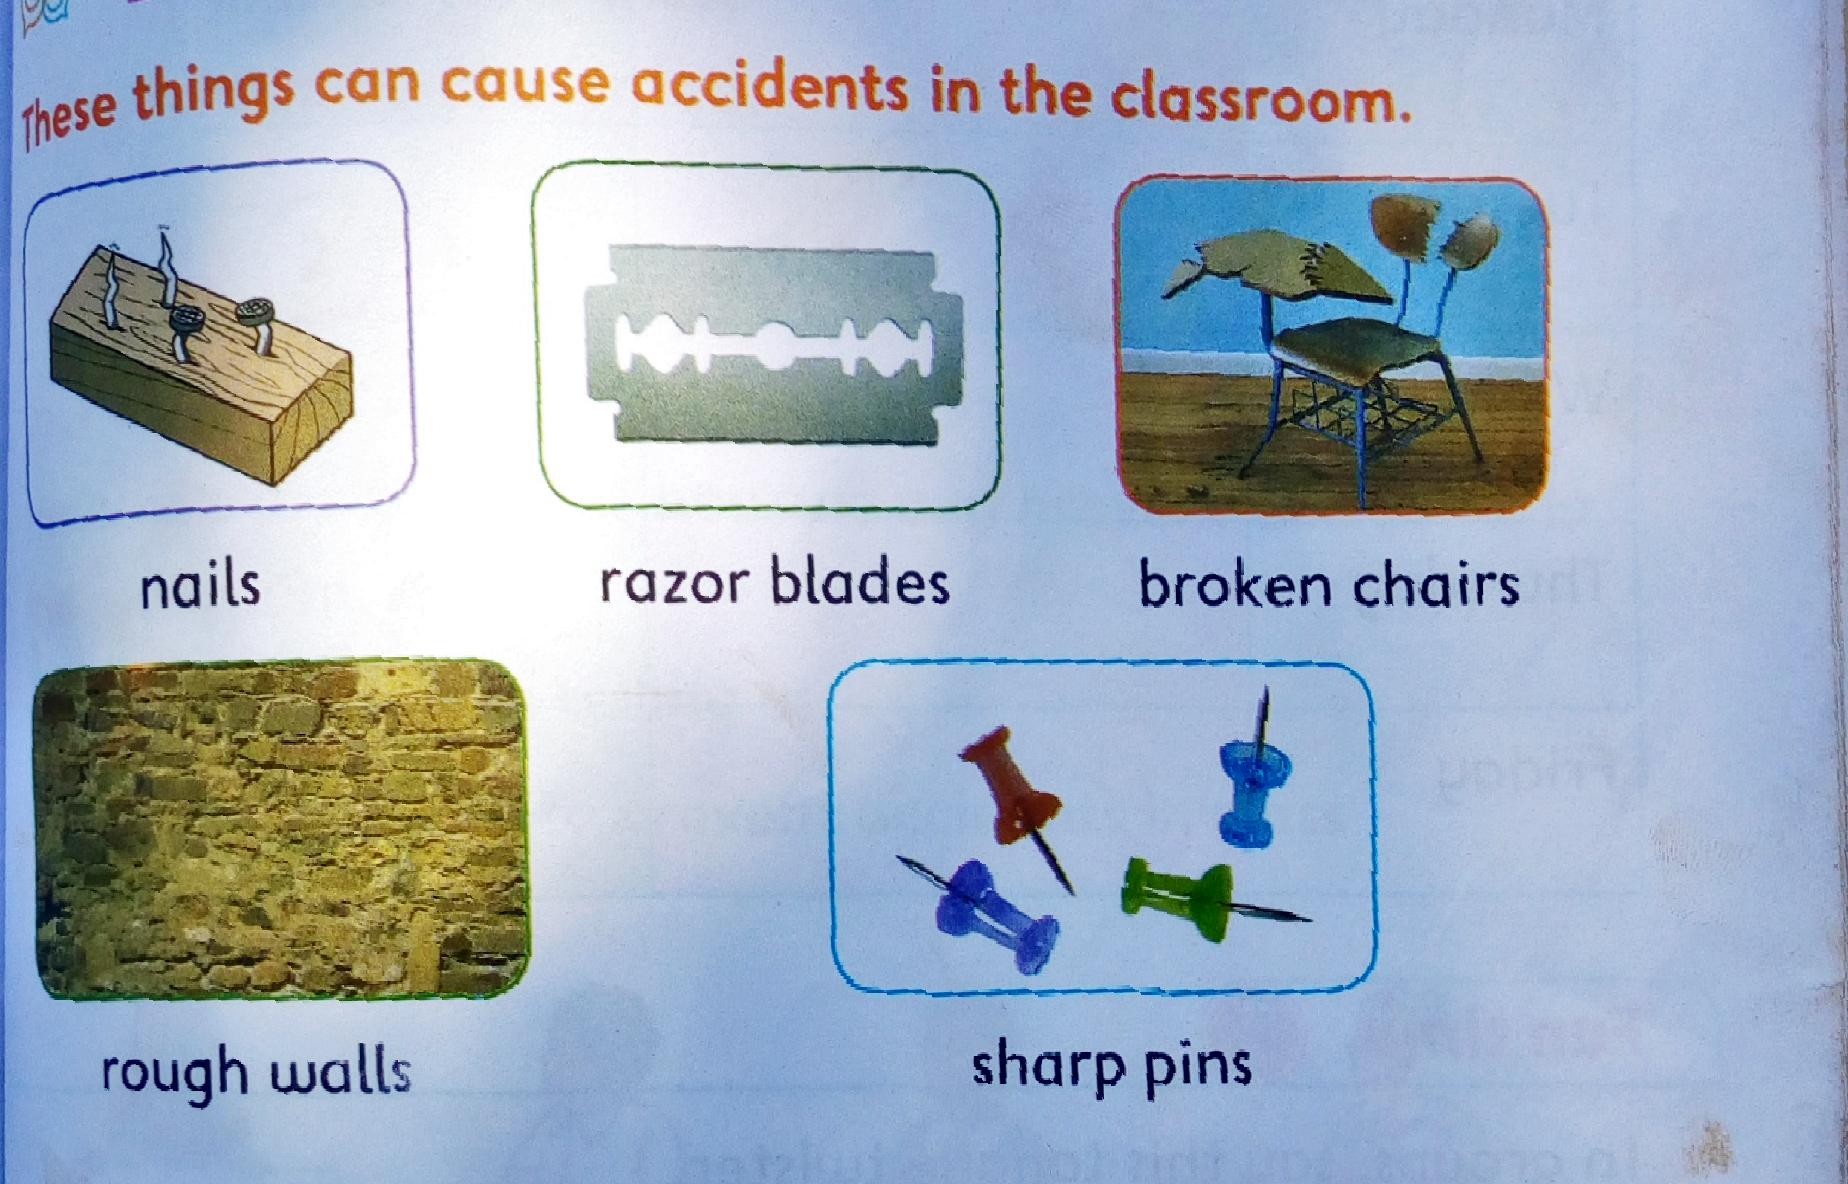 These things can cause accidents in the classroom.
nails
razor blades
broken chairs
rough walls
sharp pins